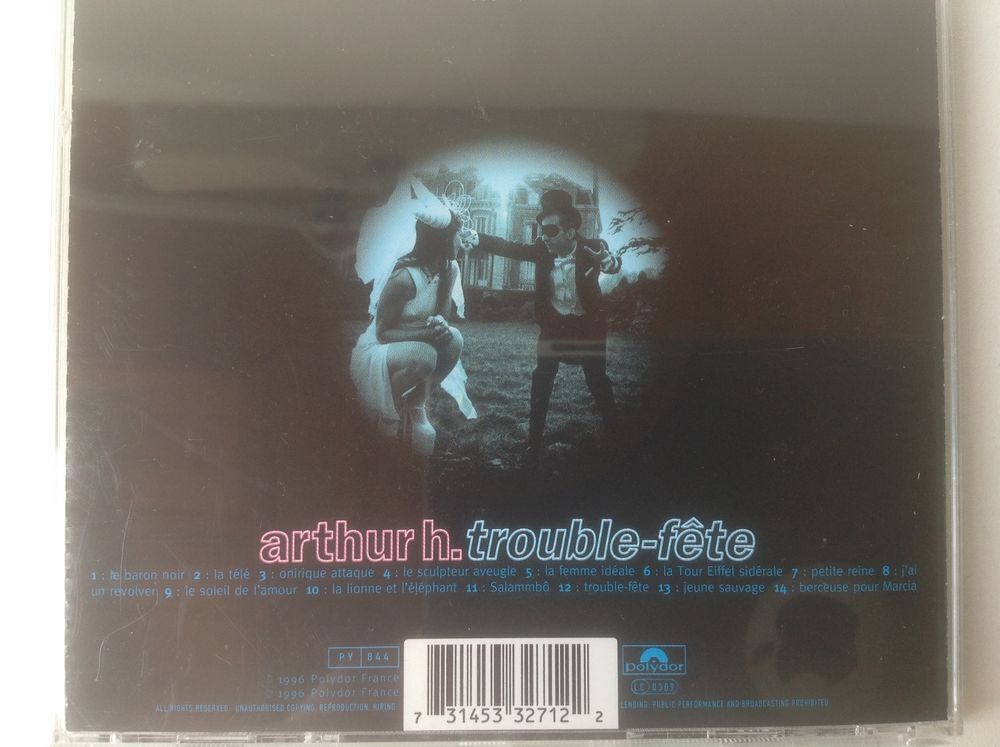 arthur h. trouble-fête
1 : le baron noir 2 : la télé 3 : onirique attaque 4 : le sculpteur aveugle 5 : la femme idéale 6 : la Tour Eiffel sidérale 7 : petite reine 8 : j'ai
un revolver 9 : le soleil de l'amour 10 : la lionne et l'éléphant 11 : Salammbô 12 : trouble-fête 13 : jeune sauvage 14 : berceuse pour Marcia
PY 844
polydor
LC 0309
℗ 1996 Polydor France
© 1996 Polydor France
ALL RIGHTS RESERVED. UNAUTHORISED COPYING, REPRODUCTION, HIRING, LENDING, PUBLIC PERFORMANCE AND BROADCASTING PROHIBITED
7 31453 32712 2